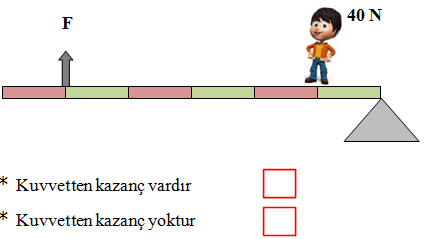 F
40 N
* Kuvvetten kazanç vardır
* Kuvvetten kazanç yoktur